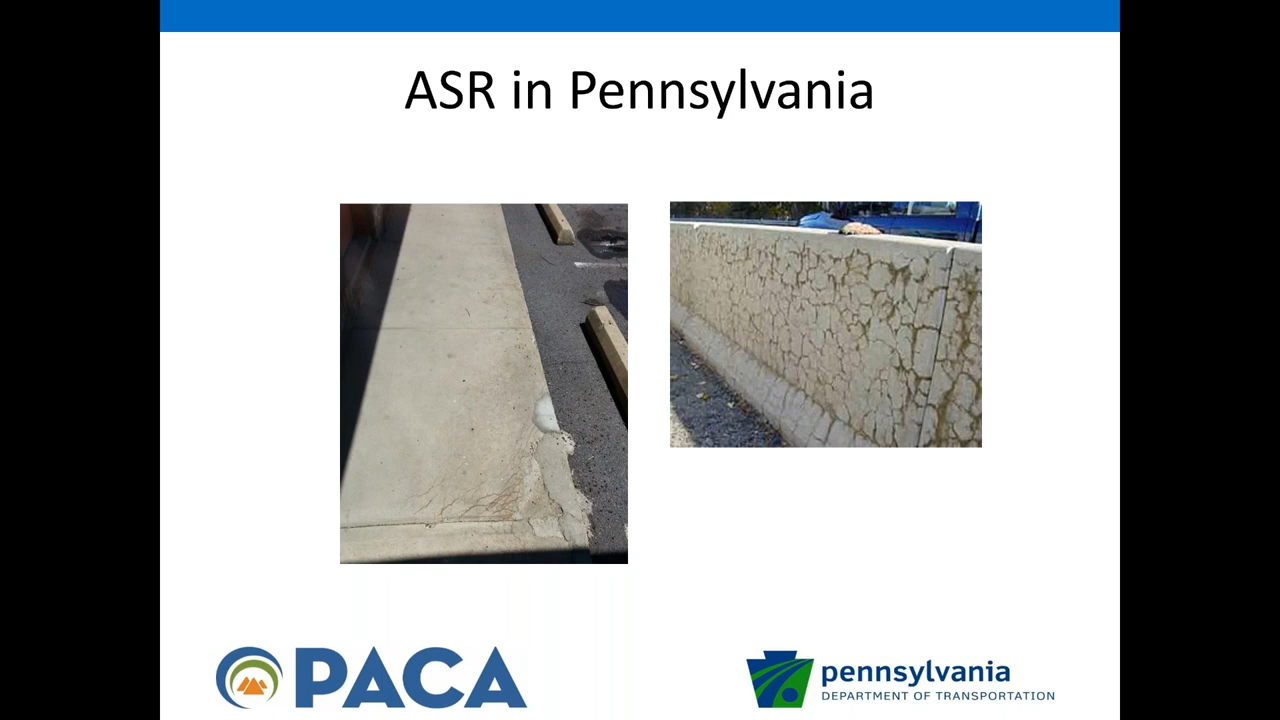 ASR in Pennsylvania
PACA
pennsylvania
DEPARTMENT OF TRANSPORTATION